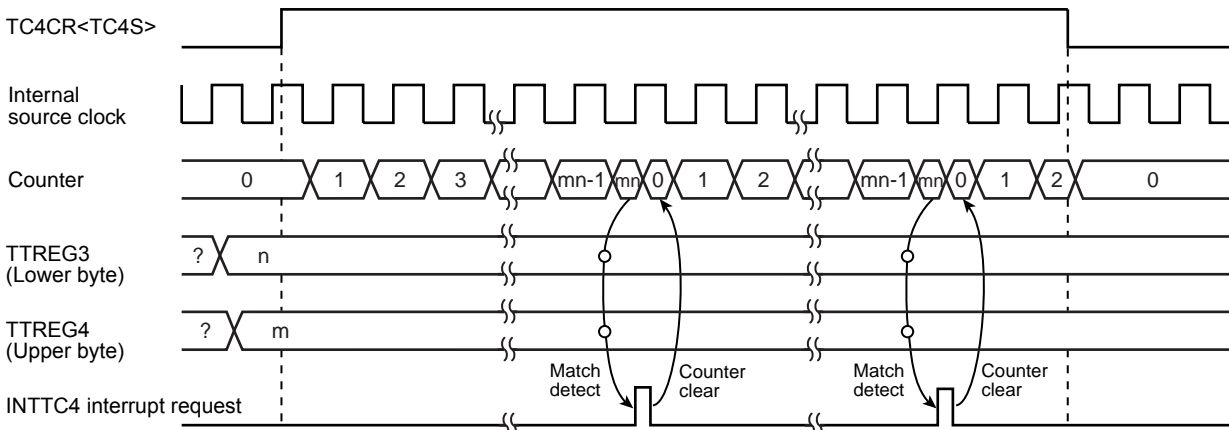 TC4CR<TC4S>
Internal
source clock
Counter 0 1 2 3 mn-1 mn 0 1 2 mn-1 mn 0 1 2 0
TTREG3
(Lower byte)
? n
TTREG4
(Upper byte)
? m
Match
detect
Counter
clear
Match
detect
Counter
clear
INTTC4 interrupt request